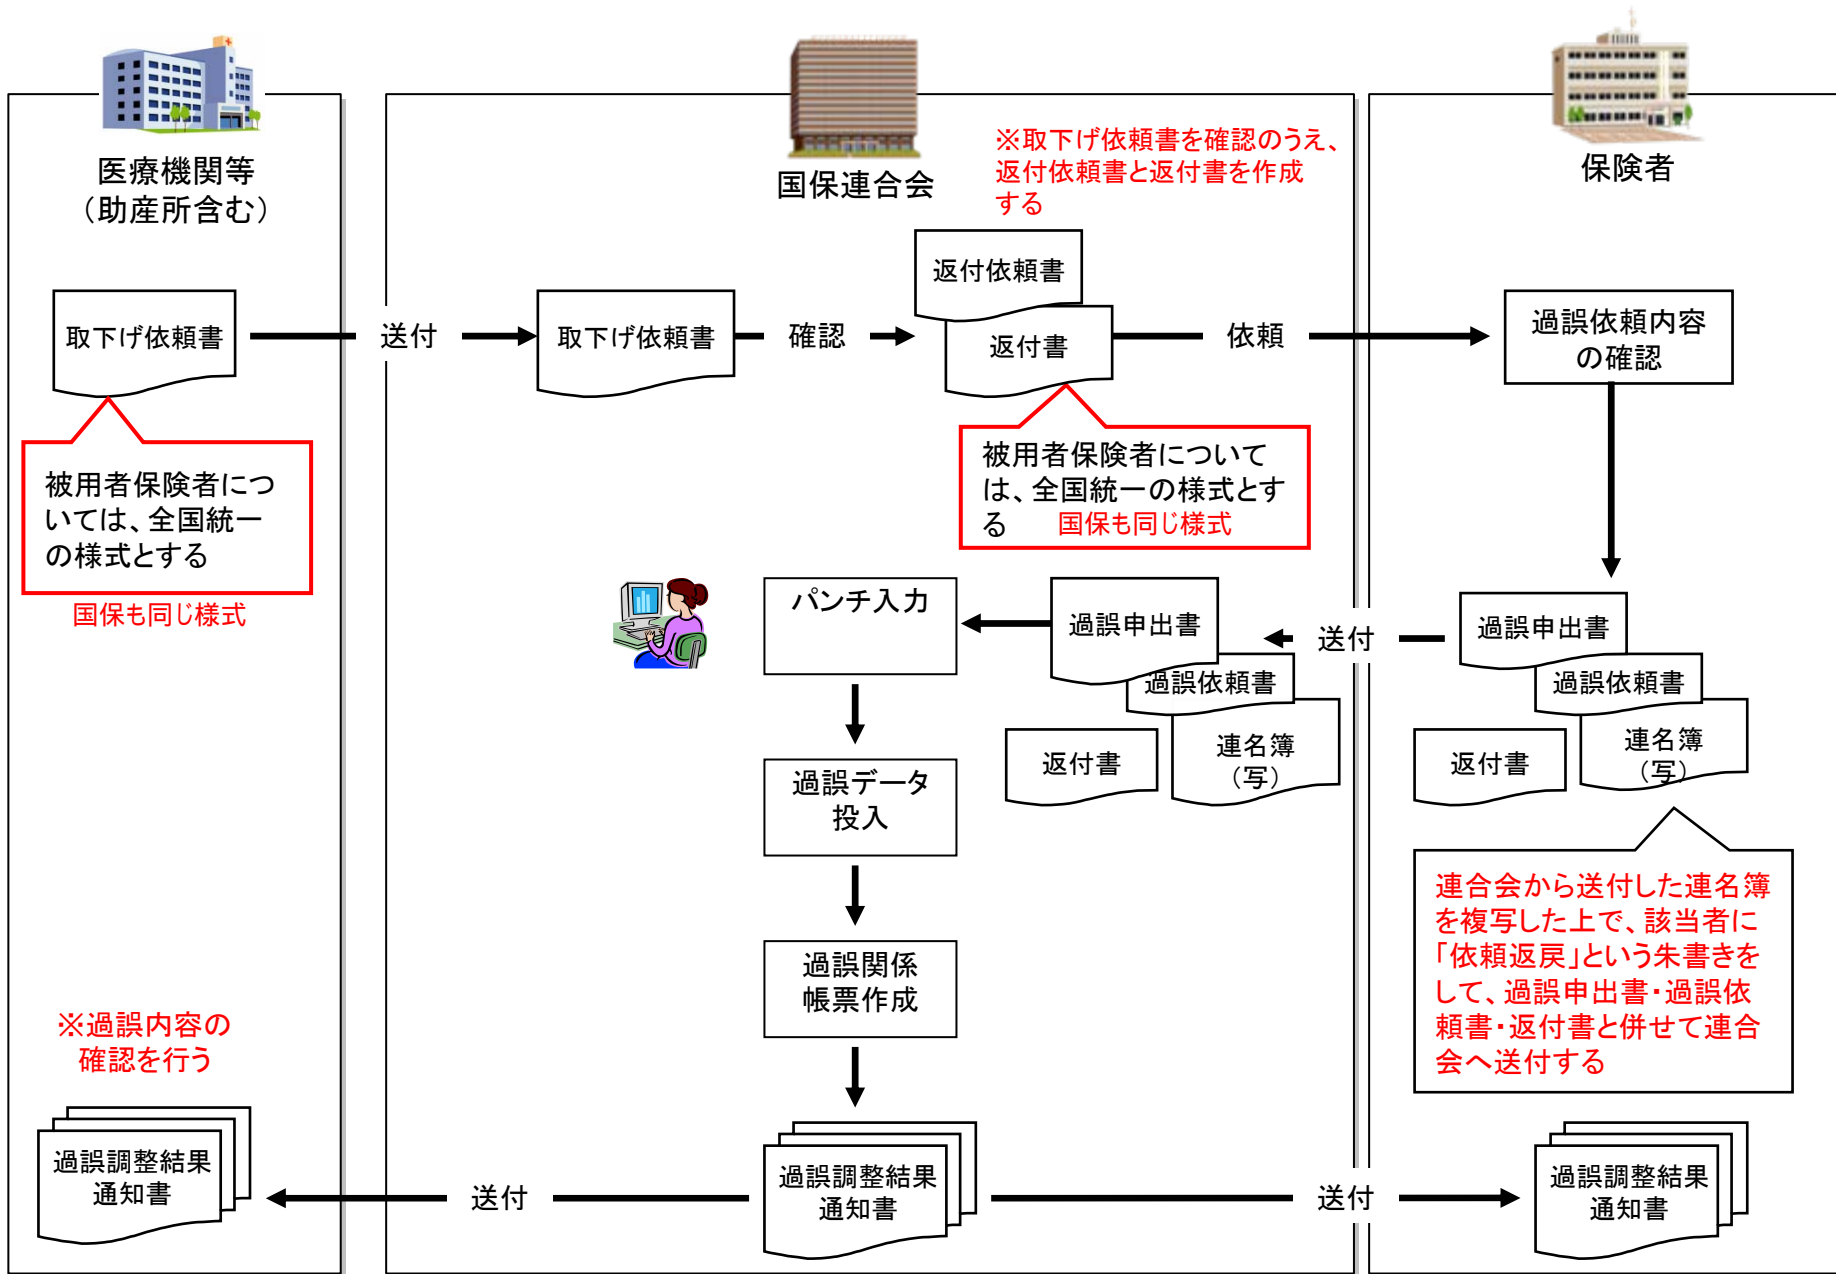 医療機関等
（助産所含む）
国保連合会
※取下げ依頼書を確認のうえ、
返付依頼書と返付書を作成
する
保険者
取下げ依頼書
送付
取下げ依頼書
確認
返付依頼書
返付書
依頼
過誤依頼内容
の確認
被用者保険者につ
いては、全国統一
の様式とする
国保も同じ様式
被用者保険者について
は、全国統一の様式とす
る　国保も同じ様式
パンチ入力
過誤申出書
過誤依頼書
連名簿
（写）
返付書
送付
過誤申出書
過誤依頼書
連名簿
（写）
返付書
過誤データ
投入
過誤関係
帳票作成
連合会から送付した連名簿
を複写した上で、該当者に
「依頼返戻」という朱書きを
して、過誤申出書・過誤依
頼書・返付書と併せて連合
会へ送付する
※過誤内容の
確認を行う
過誤調整結果
通知書
送付
過誤調整結果
通知書
送付
過誤調整結果
通知書